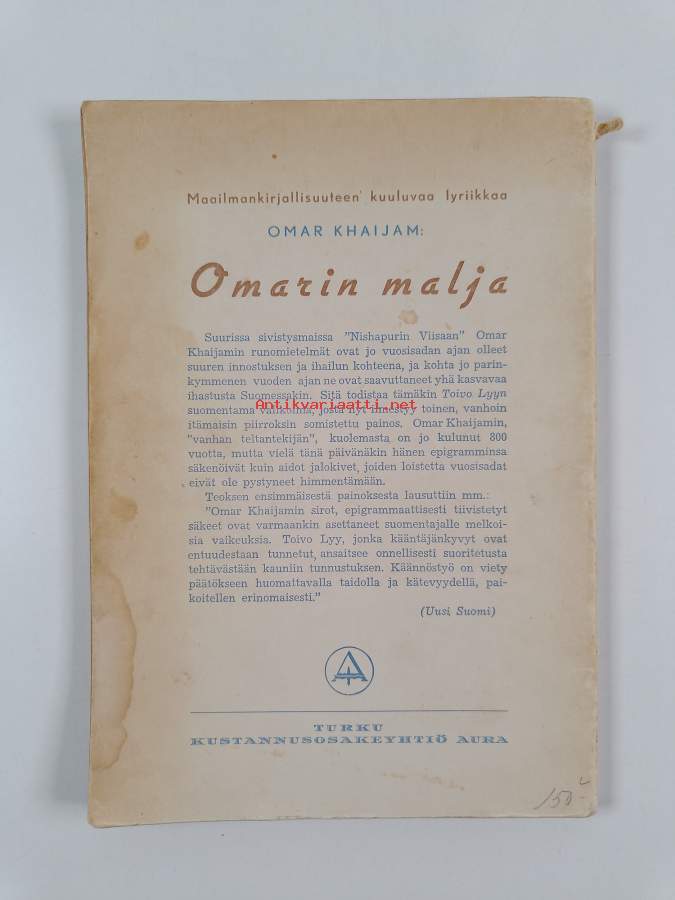 Maailmankirjallisuuteen kuuluvaa lyriikkaa
OMAR KHAIJAM:
Omarin malja
Suurissa sivistysmaissa "Nishapurin Viisaan" Omar
Khaijamin runomietelmät ovat jo vuosisadan ajan olleet
suuren innostuksen ja ihailun kohteena, ja kohta jo parin-
kymmenen vuoden ajan ne ovat saavuttaneet yhä kasvavaa
ihastusta Suomessakin. Sitä todistaa tämäkin Toivo Lyyn
Antikvariaatti.net
suomentama valikoima, josta nyt ilmestyy toinen, vanhoin
itämaisin piirroksin somistettu painos. Omar Khaijamin,
"vanhan teltantekijän", kuolemasta on jo kulunut 800
vuotta, mutta vielä tänä päivänäkin hänen epigramminsa
säkenöivät kuin aidot jalokivet, joiden loistetta vuosisadat
eivät ole pystyneet himmentämään.
Teoksen ensimmäisestä painoksesta lausuttiin mm.:
"Omar Khaijamin sirot, epigrammaattisesti tiivistetyt
säkeet ovat varmaankin asettaneet suomentajalle melkoi-
sia vaikeuksia. Toivo Lyy, jonka kääntäjänkyvyt ovat
entuudestaan tunnetut, ansaitsee onnellisesti suoritetusta
tehtävästään kauniin tunnustuksen. Käännöstyö on viety
päätökseen huomattavalla taidolla ja kätevyydellä, pai-
koitellen erinomaisesti."
(Uusi Suomi)
TURKU
KUSTANNUSOSAKEYHTIÖ AURA
150